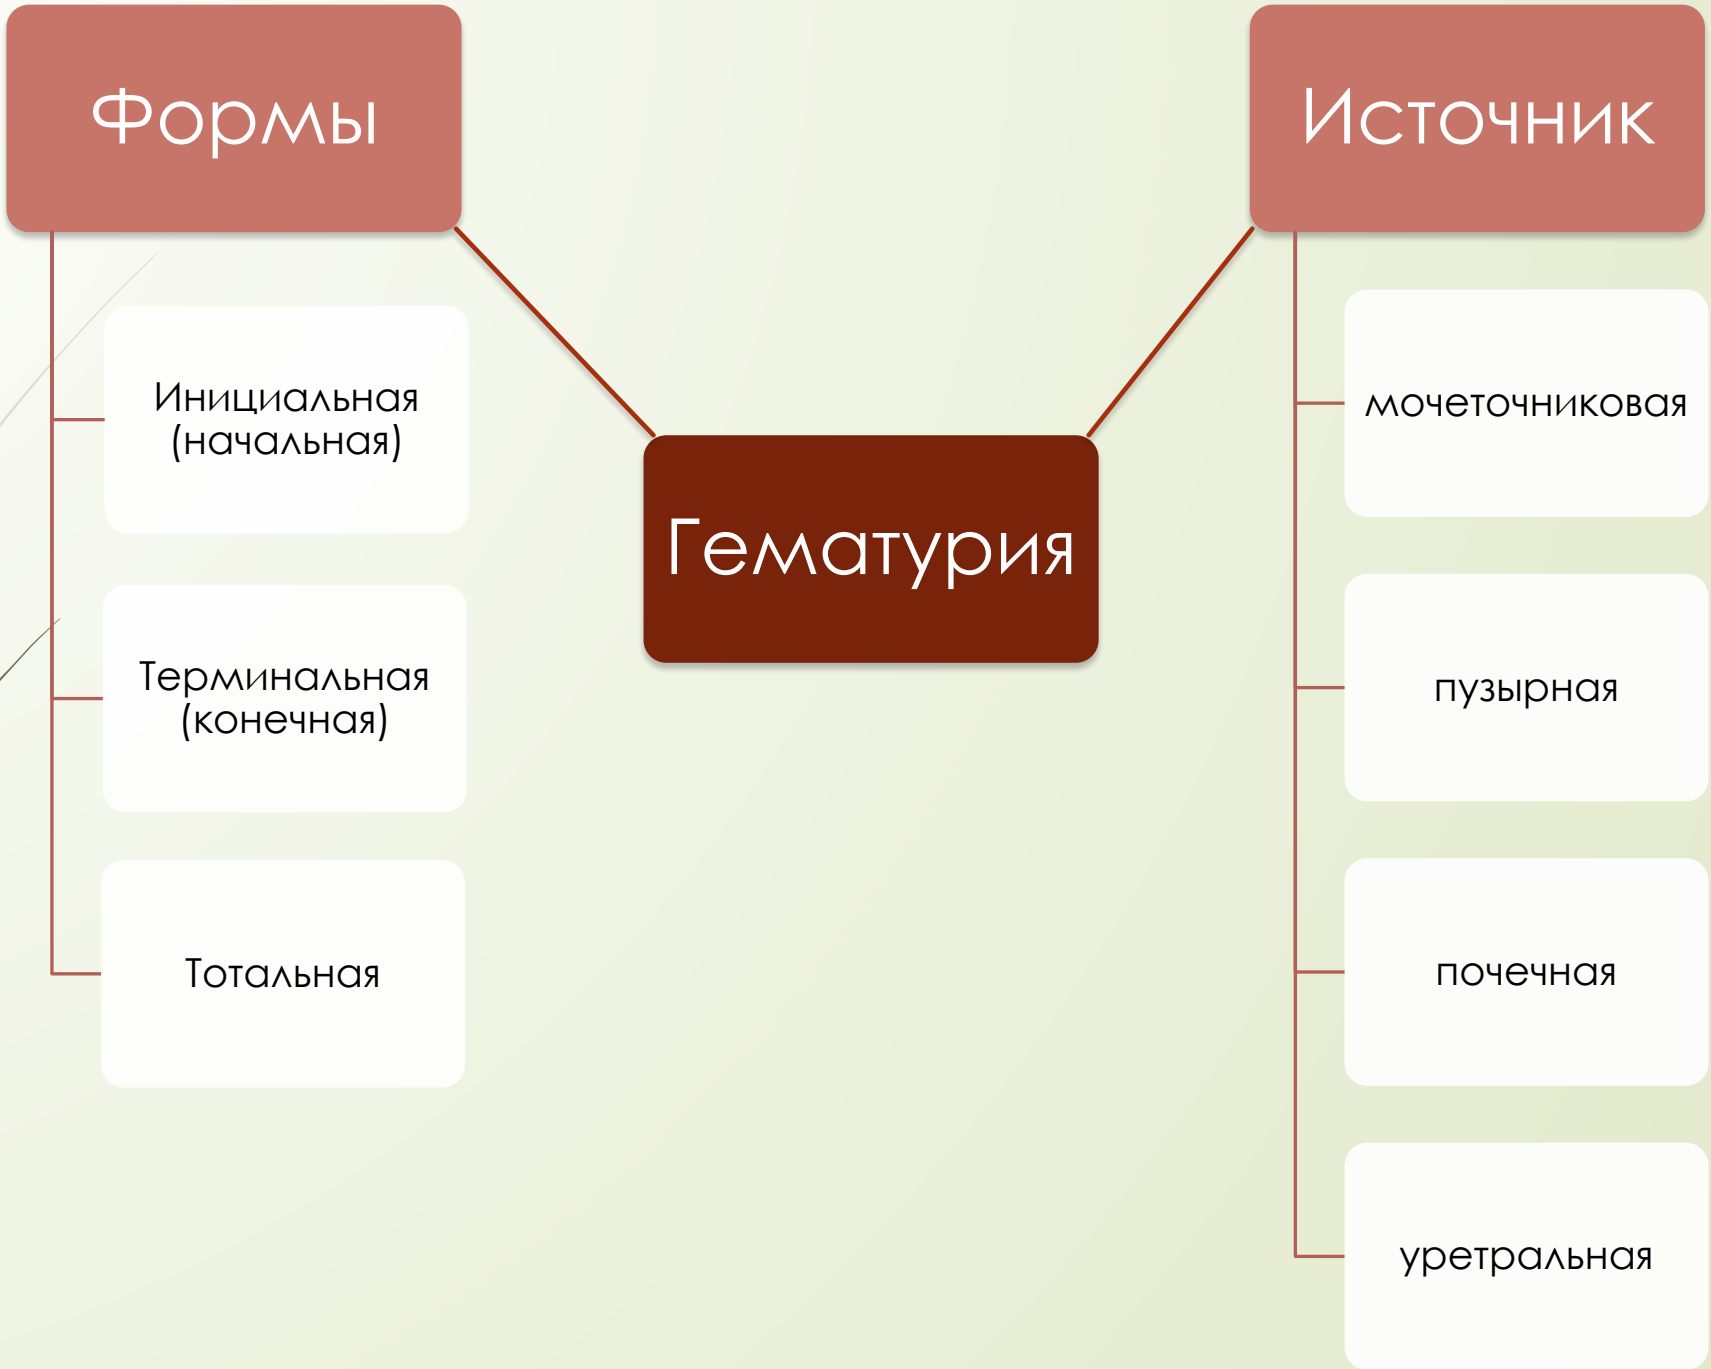 Формы
Инициальная
(начальная)
Терминальная
(конечная)
Тотальная
Гематурия
Источник
мочеточниковая
пузырная
почечная
уретральная